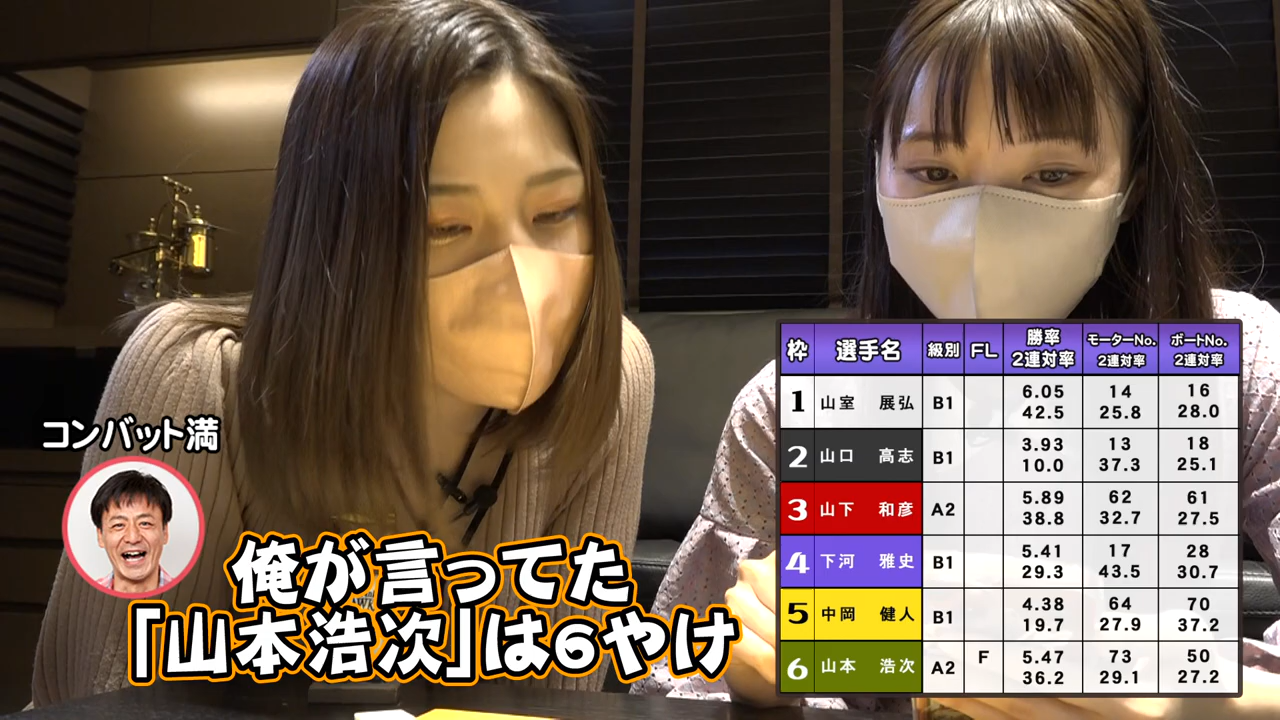 コンバット満
俺が言ってた
「山本浩次」は6やけ
枠 選手名 級別 FL 勝率 2連対率 モーターNo. 2連対率 ボートNo. 2連対率
1 山室 展弘 B1 6.05 42.5 14 25.8 16 28.0
2 山口 高志 B1 3.93 10.0 13 37.3 18 25.1
3 山下 和彦 A2 5.89 38.8 62 32.7 61 27.5
4 下河 雅史 B1 5.41 29.3 17 43.5 28 30.7
5 中岡 健人 B1 4.38 19.7 64 27.9 70 37.2
6 山本 浩次 A2 F 5.47 36.2 73 29.1 50 27.2